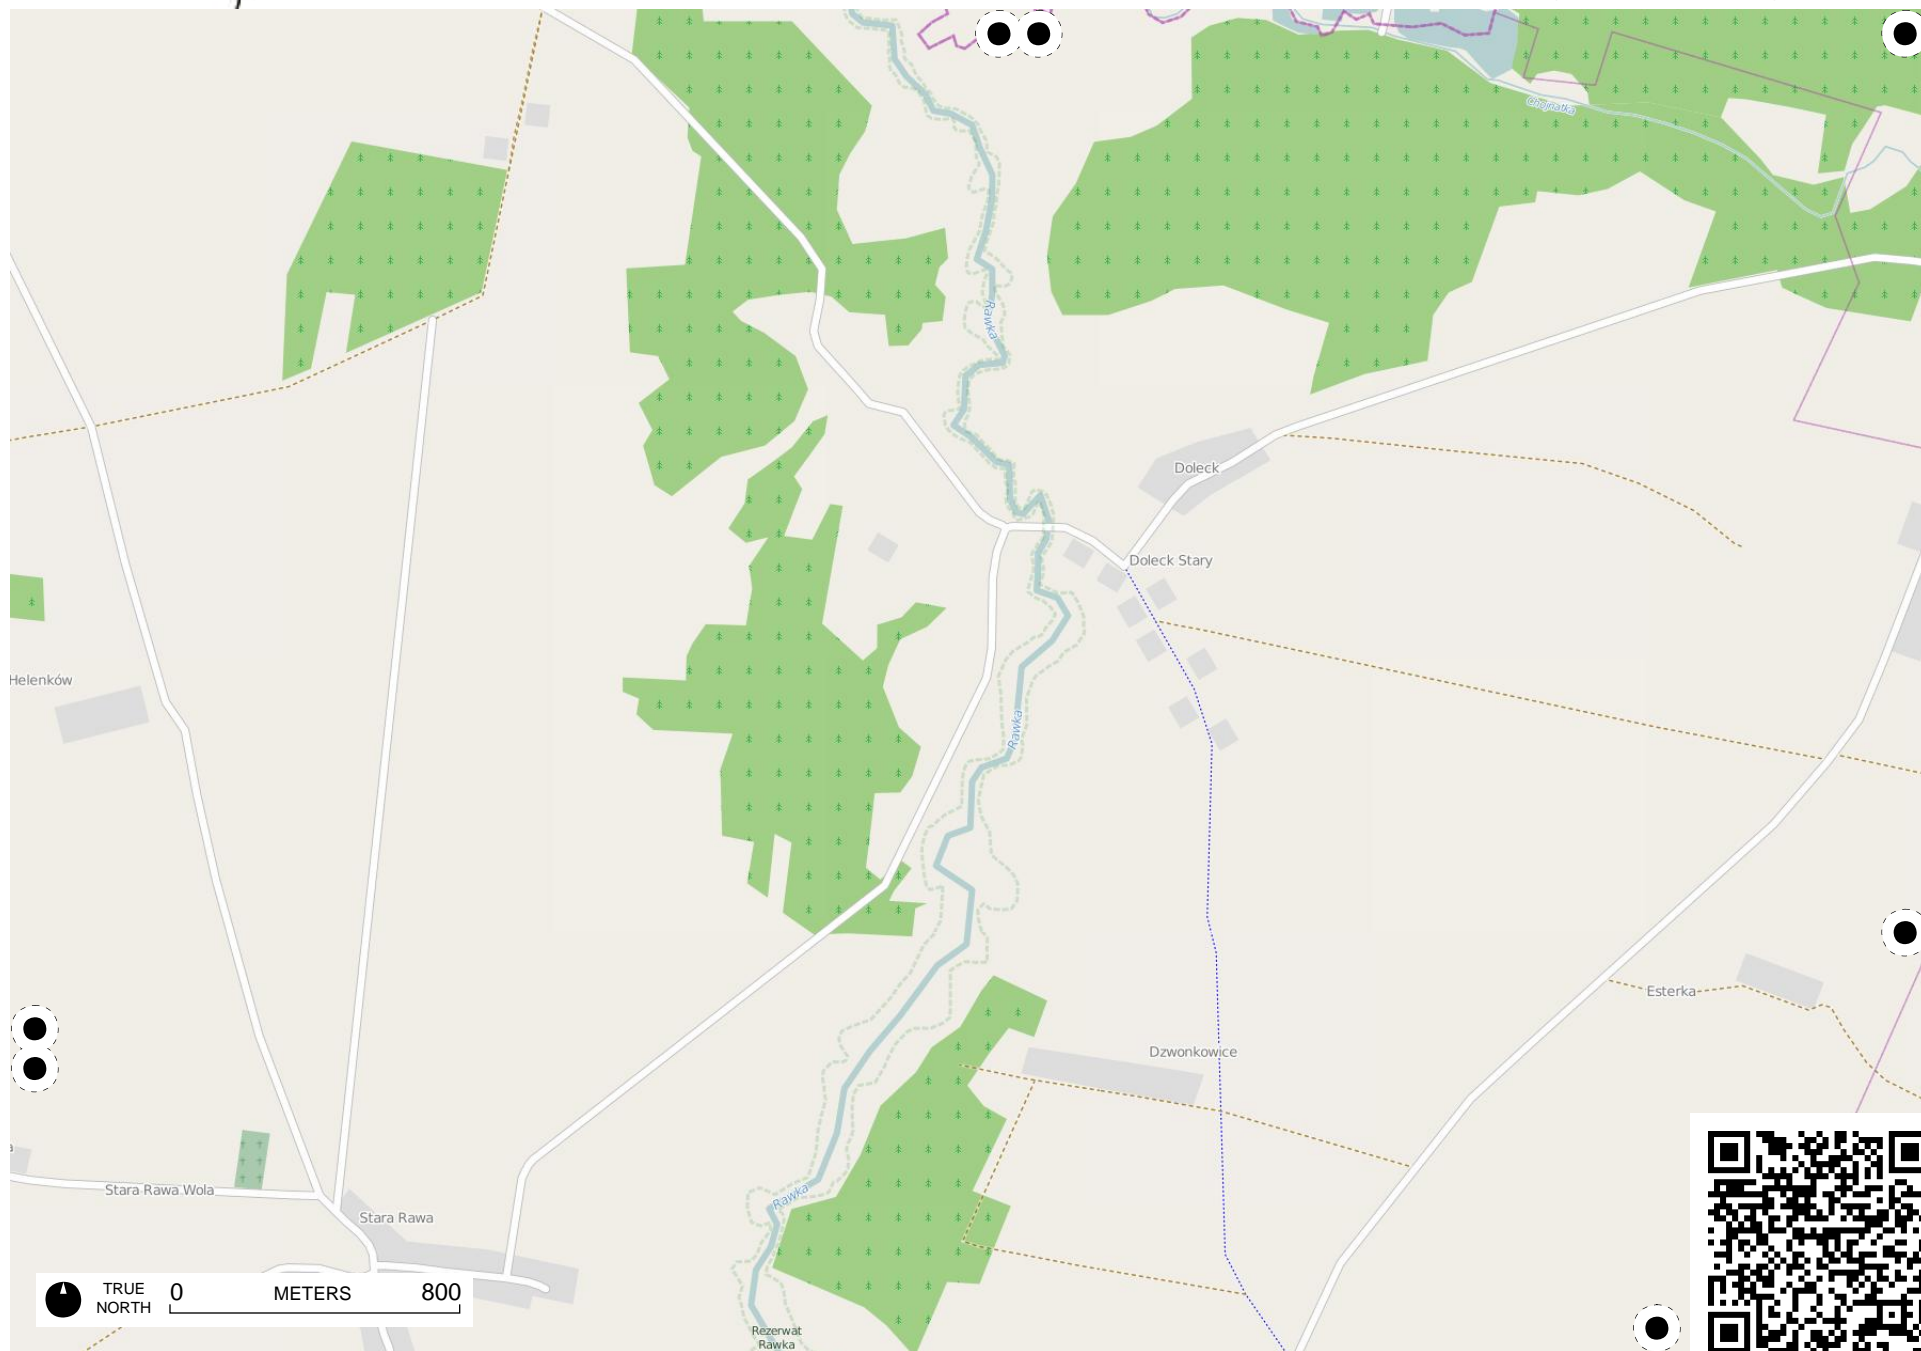 Chojnatka
Rawka
Doleck
Doleck Stary
Helenków
Rawka
Esterka
Dzwonkowice
Stara Rawa Wola
Rawka
Stara Rawa
TRUE
NORTH
0 METERS 800
Rezerwat
Rawka